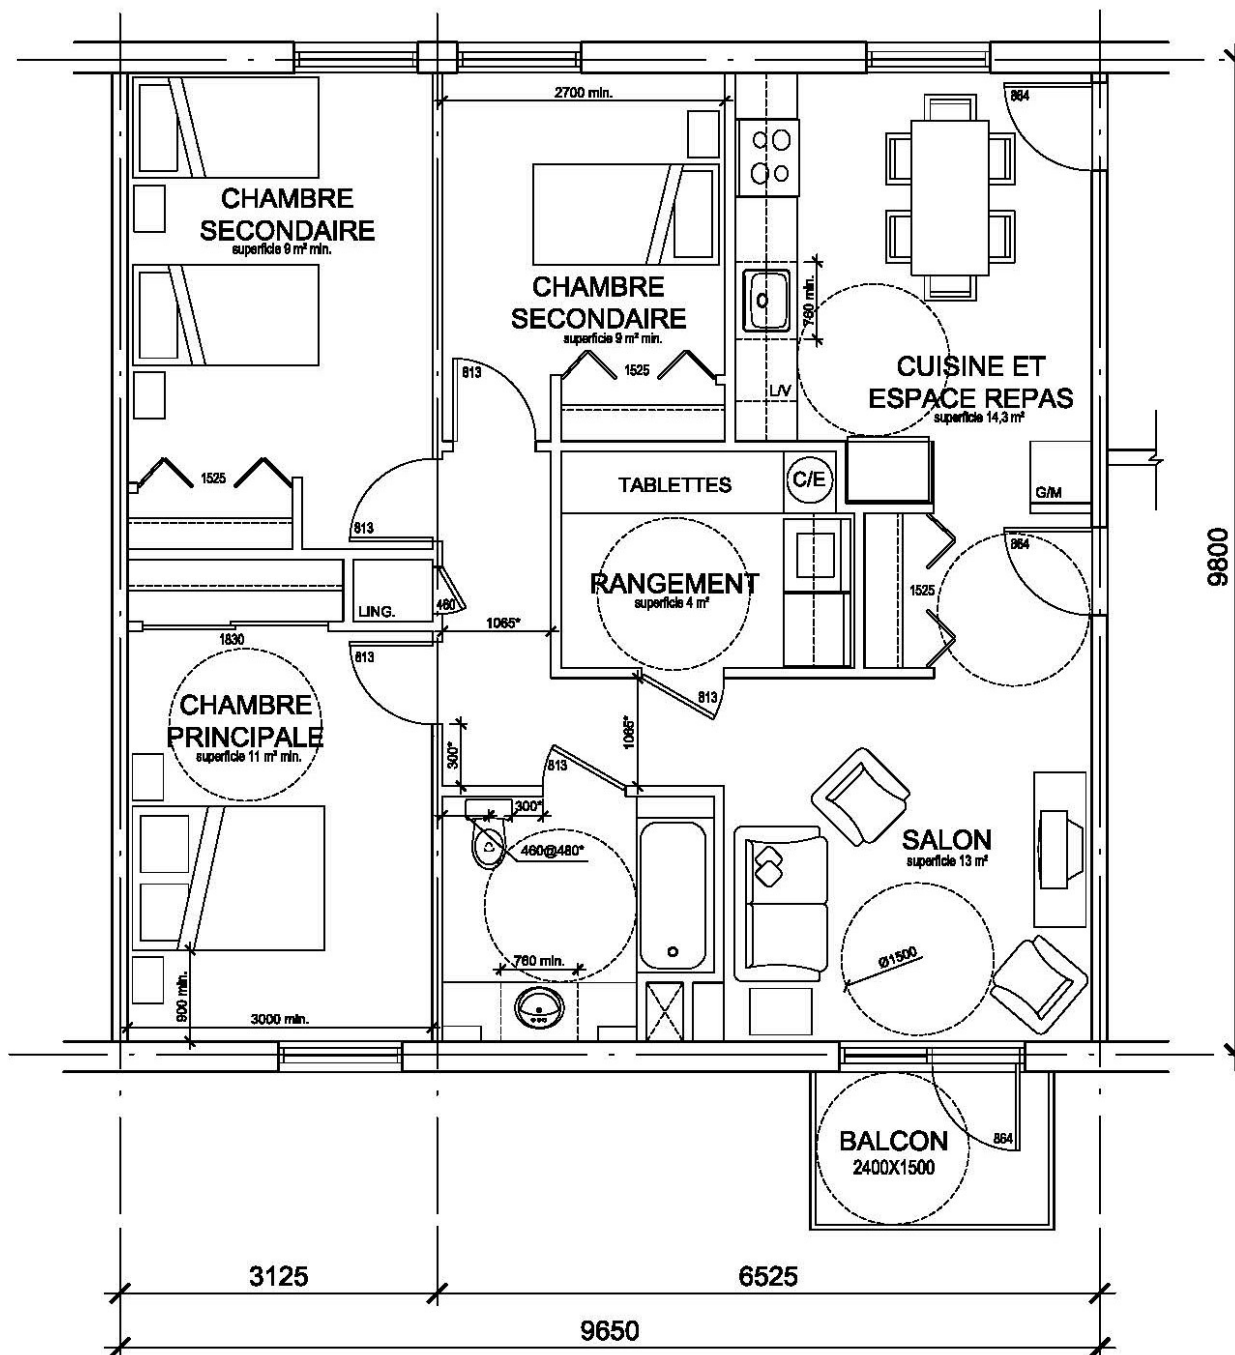 2700 min.
864
CHAMBRE
SECONDAIRE
superficie 9 m² min.
CHAMBRE
SECONDAIRE
superficie 9 m² min.
760 min.
813
1525
L/V
CUISINE ET
ESPACE REPAS
superficie 14,3 m²
1525
813
TABLETTES
C/E
G/M
864
9800
RANGEMENT
superficie 4 m²
1525
LING.
460
1065*
1830
813
813
CHAMBRE
PRINCIPALE
superficie 11 m² min.
300*
1065*
813
300*
460@480*
SALON
superficie 13 m²
760 min.
Ø1500
900 min.
3000 min.
BALCON
2400X1500
864
3125
6525
9650